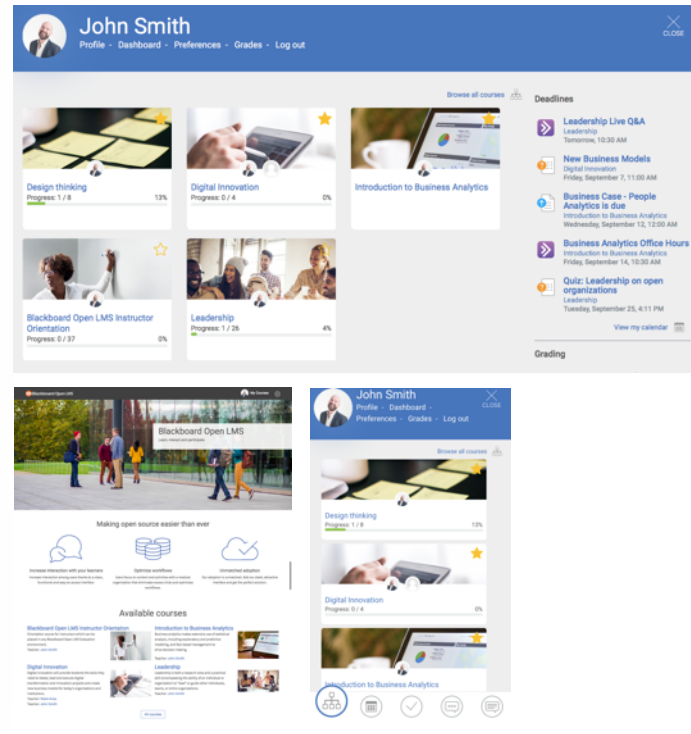 John Smith
Profile - Dashboard - Preferences - Grades - Log out
CLOSE
Browse all courses
Design thinking
Progress: 1 / 8
13%
Digital Innovation
Progress: 0 / 4
0%
Introduction to Business Analytics
Blackboard Open LMS Instructor
Orientation
Progress: 0 / 37
0%
Leadership
Progress: 1 / 26
4%
Deadlines
Leadership Live Q&A
Leadership
Tomorrow, 10:30 AM
New Business Models
Digital Innovation
Friday, September 7, 11:00 AM
Business Case - People
Analytics is due
Introduction to Business Analytics
Wednesday, September 12, 12:00 AM
Business Analytics Office Hours
Introduction to Business Analytics
Friday, September 14, 10:30 AM
Quiz: Leadership on open
organizations
Leadership
Tuesday, September 25, 4:11 PM
View my calendar
Grading
Blackboard Open LMS
My Courses
Blackboard Open LMS
Learn, interact and participate
Making open source easier than ever
Increase interaction with your learners
Optimize workflows
Unmatched adoption
Available courses
Blackboard Open LMS Instructor Orientation
Introduction to Business Analytics
Digital Innovation
Leadership
All courses
John Smith
Profile - Dashboard -
Preferences - Grades - Log out
CLOSE
Browse all courses
Design thinking
Progress: 1 / 8
13%
Digital Innovation
Progress: 0 / 4
0%
Introduction to Business Analytics